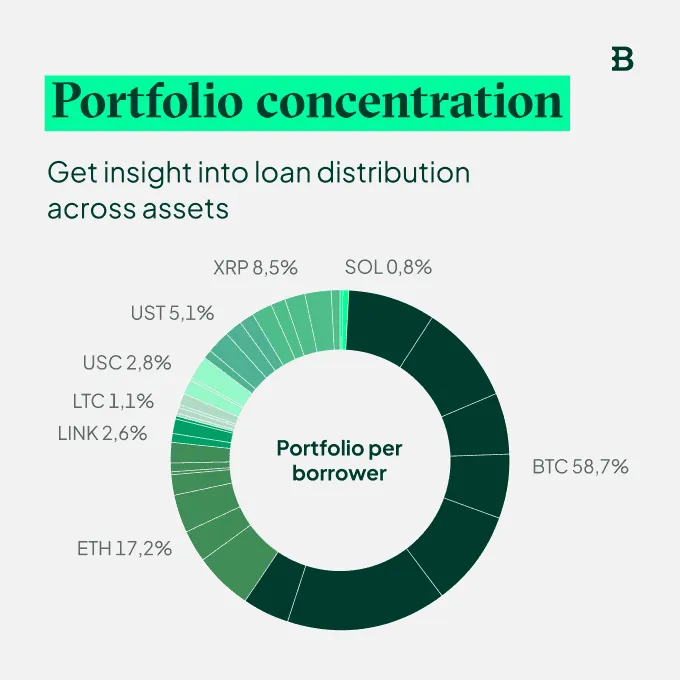 B
Portfolio concentration
Get insight into loan distribution
across assets
XRP 8,5%
SOL 0,8%
UST 5,1%
USC 2,8%
LTC 1,1%
LINK 2,6%
Portfolio per
borrower
BTC 58,7%
ETH 17,2%